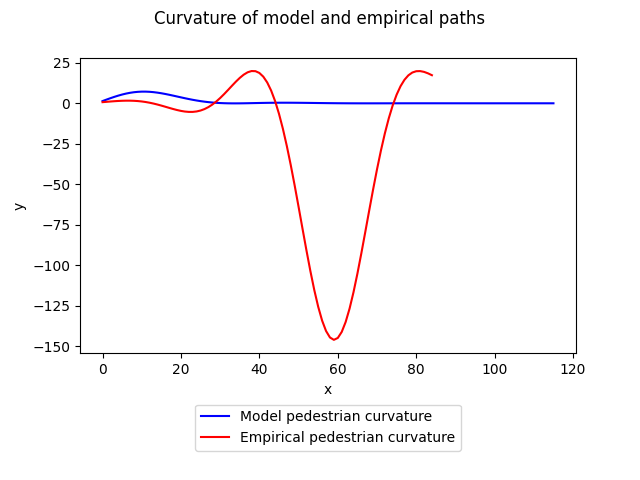 Curvature of model and empirical paths
25
0
−25
−50
−75
−100
−125
−150
y
0 20 40 60 80 100 120
x
Model pedestrian curvature
Empirical pedestrian curvature